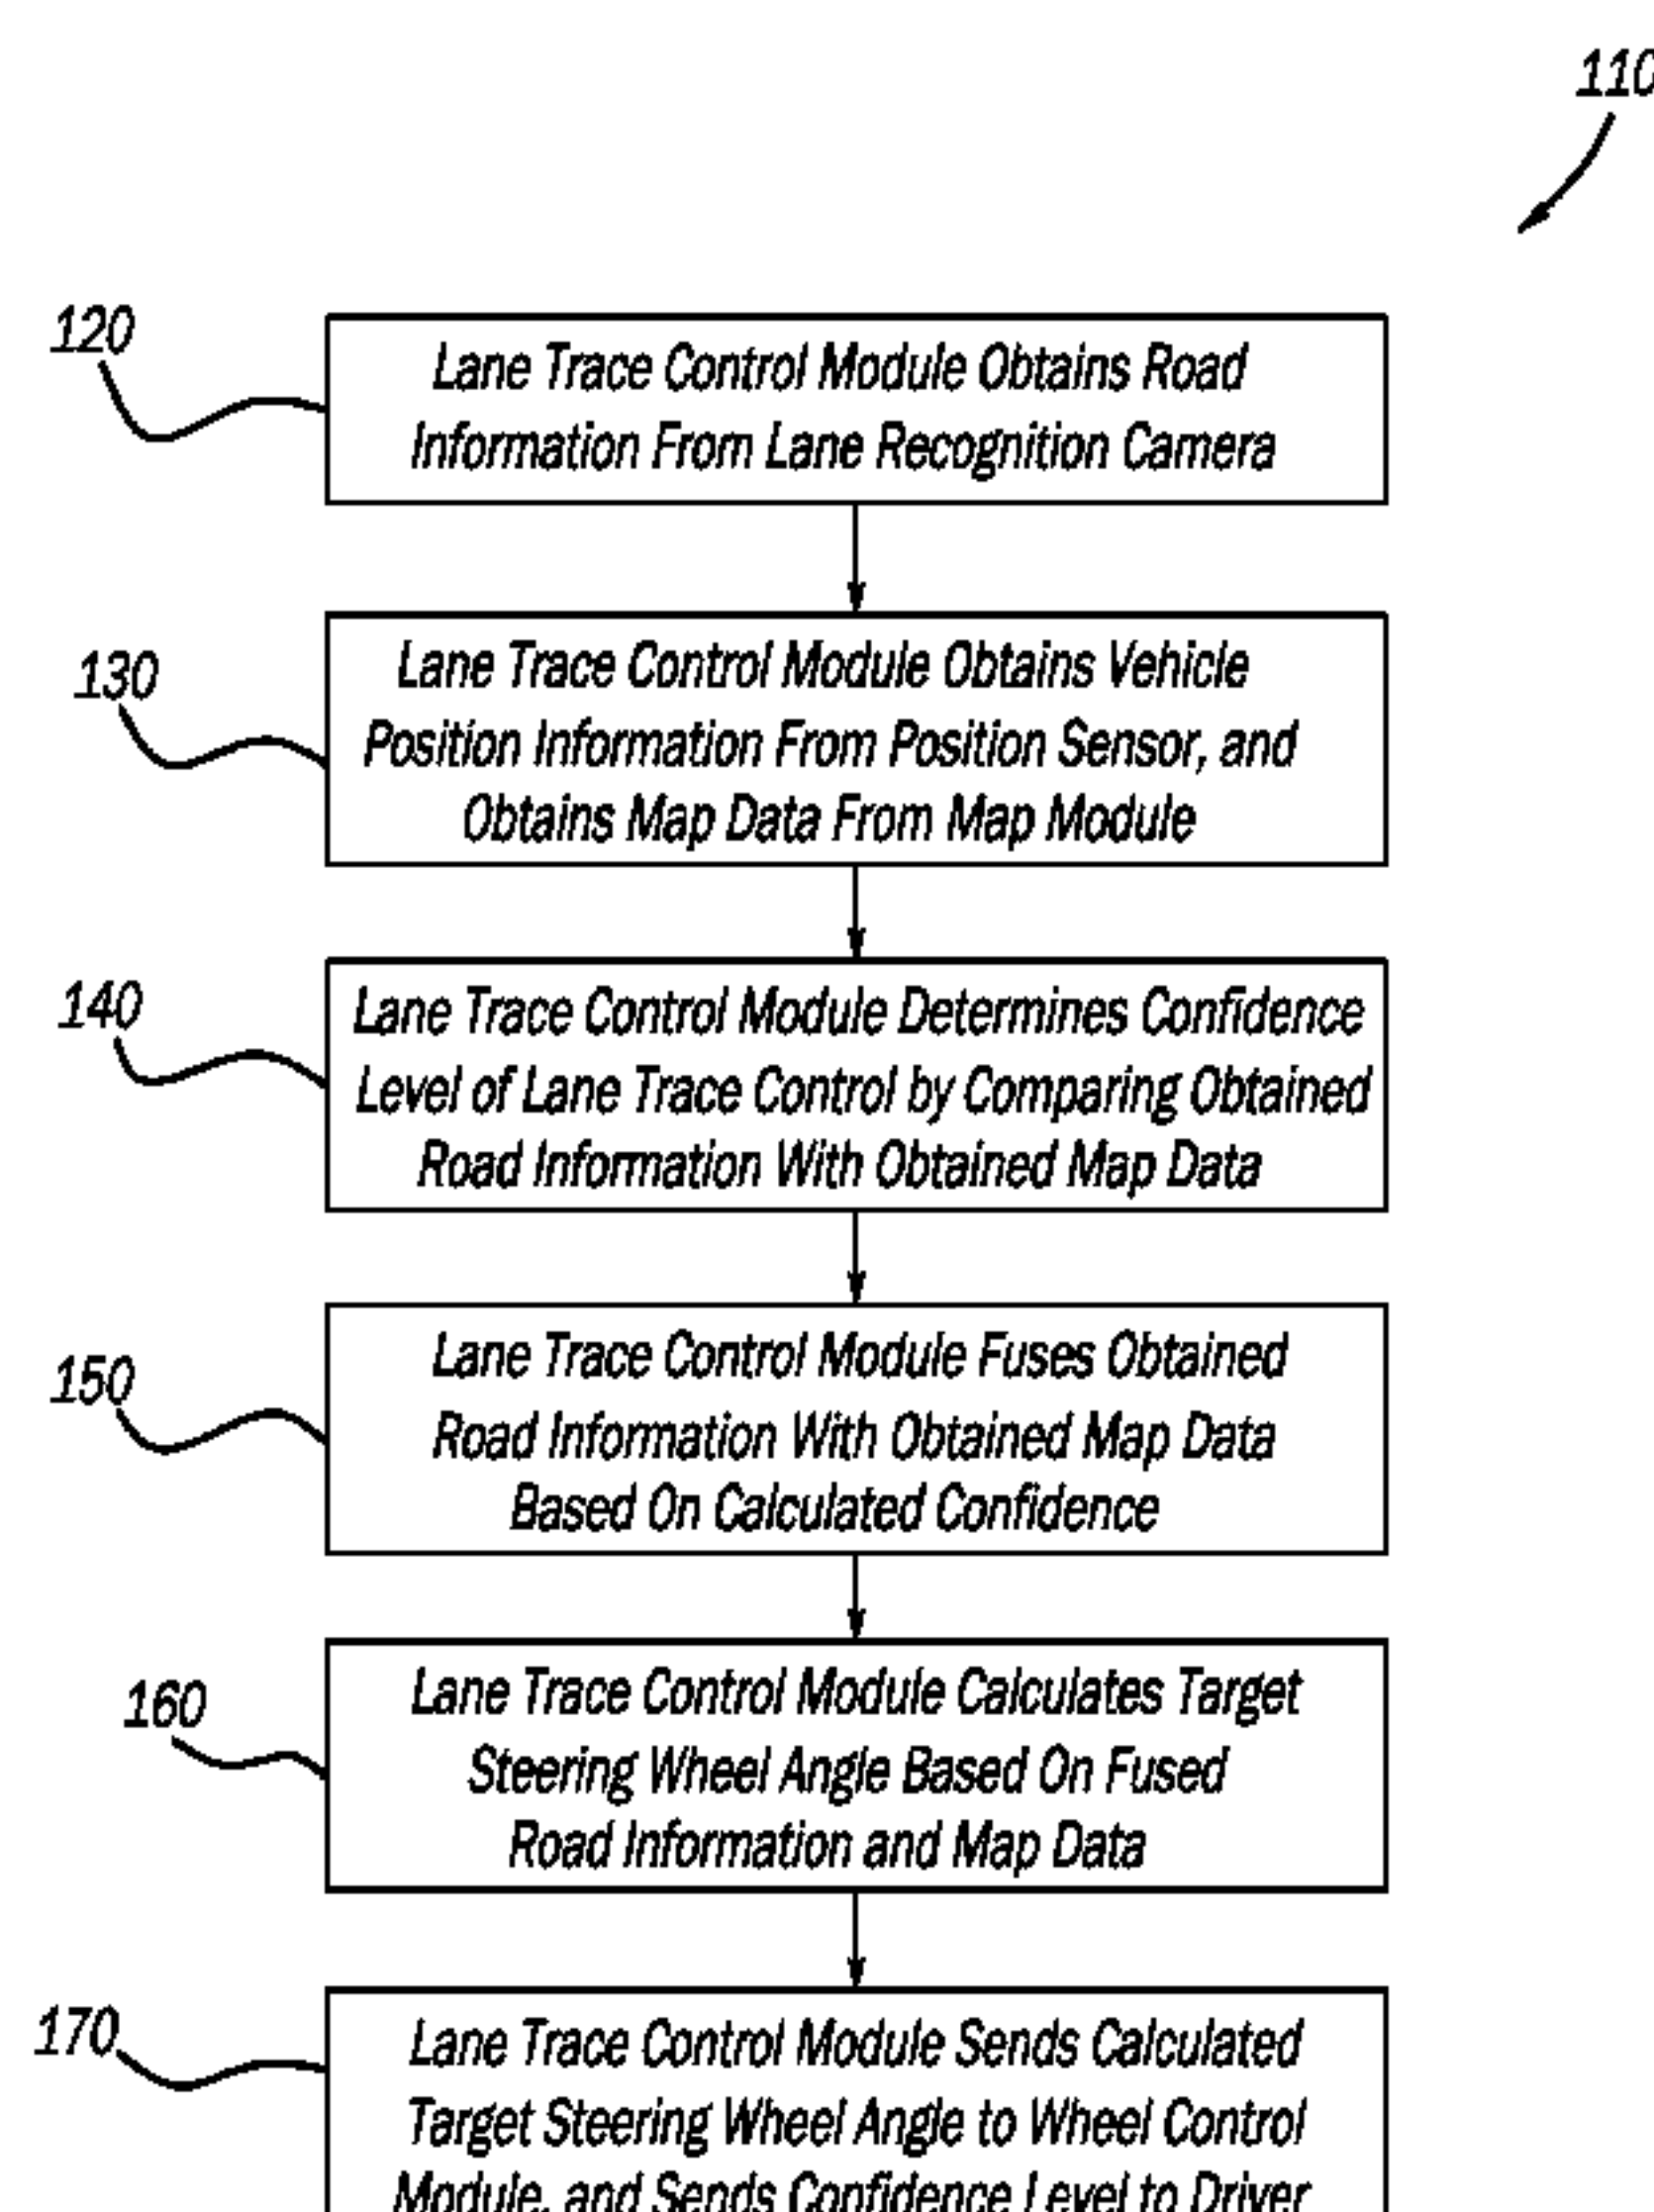 110
120
Lane Trace Control Module Obtains Road
Information From Lane Recognition Camera
130
Lane Trace Control Module Obtains Vehicle
Position Information From Position Sensor, and
Obtains Map Data From Map Module
140
Lane Trace Control Module Determines Confidence
Level of Lane Trace Control by Comparing Obtained
Road Information With Obtained Map Data
150
Lane Trace Control Module Fuses Obtained
Road Information With Obtained Map Data
Based On Calculated Confidence
160
Lane Trace Control Module Calculates Target
Steering Wheel Angle Based On Fused
Road Information and Map Data
170
Lane Trace Control Module Sends Calculated
Target Steering Wheel Angle to Wheel Control
Module, and Sends Confidence Level to Driver